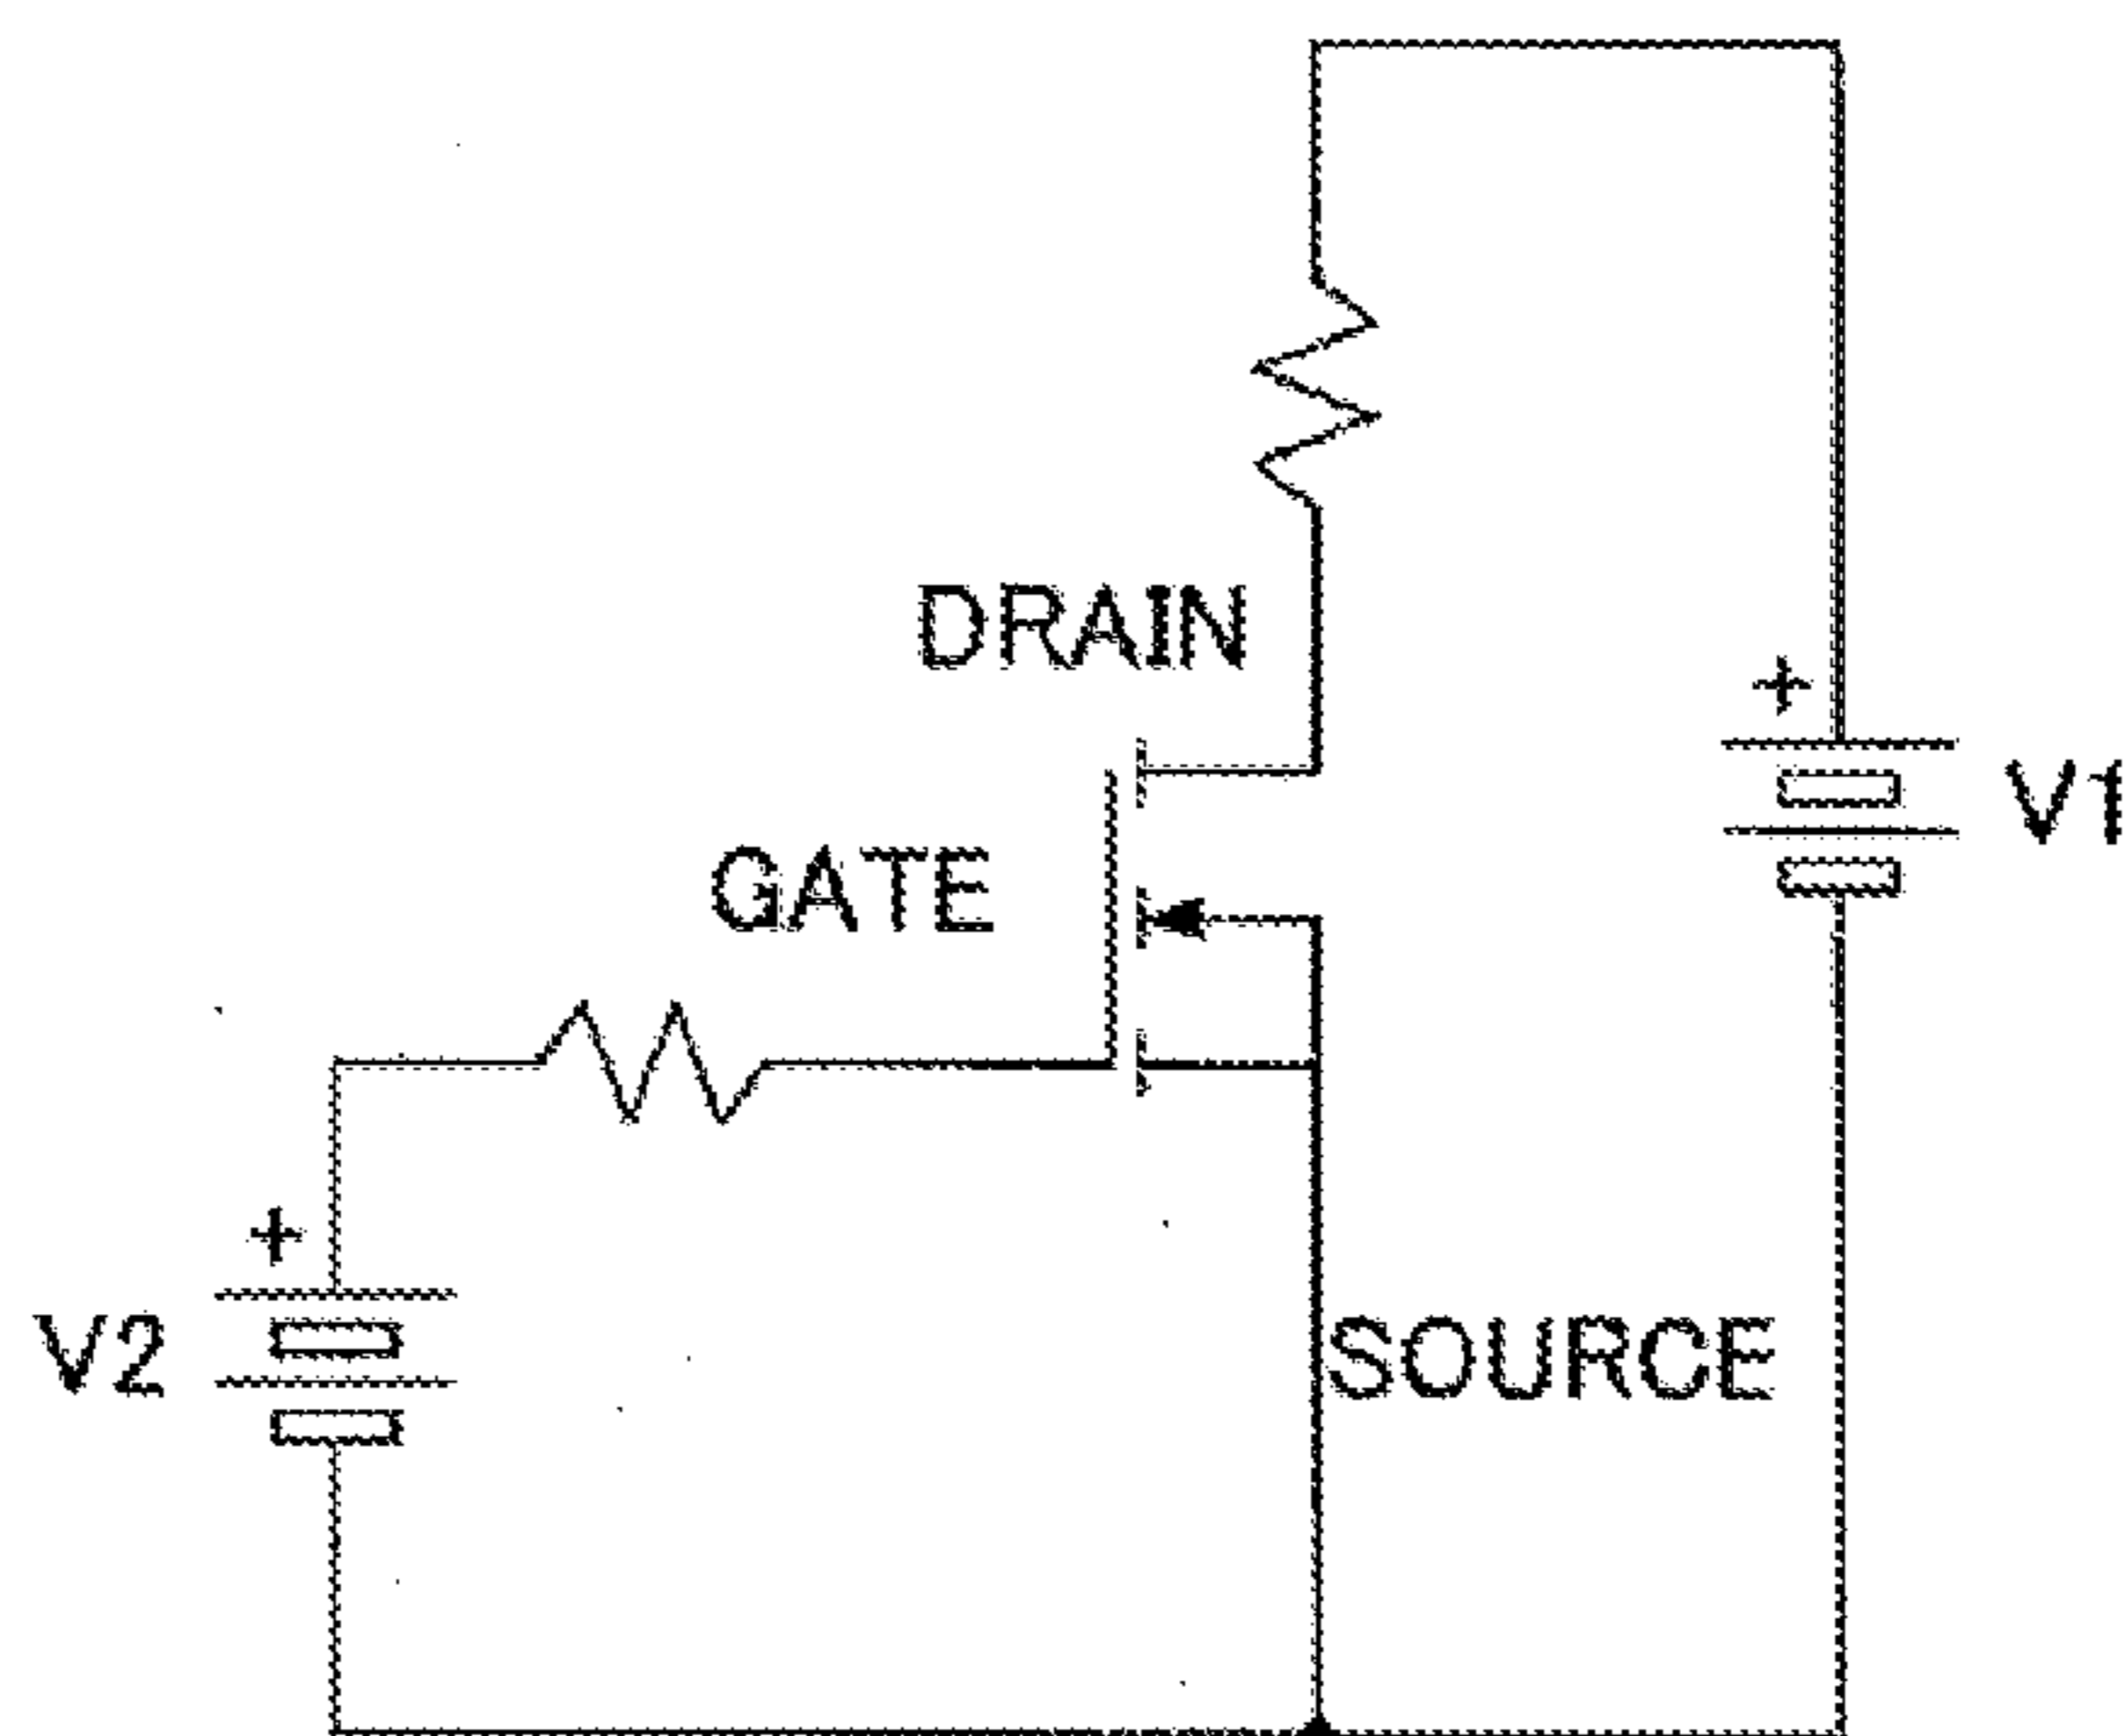 DRAIN
+
V1
GATE
+
V2
SOURCE